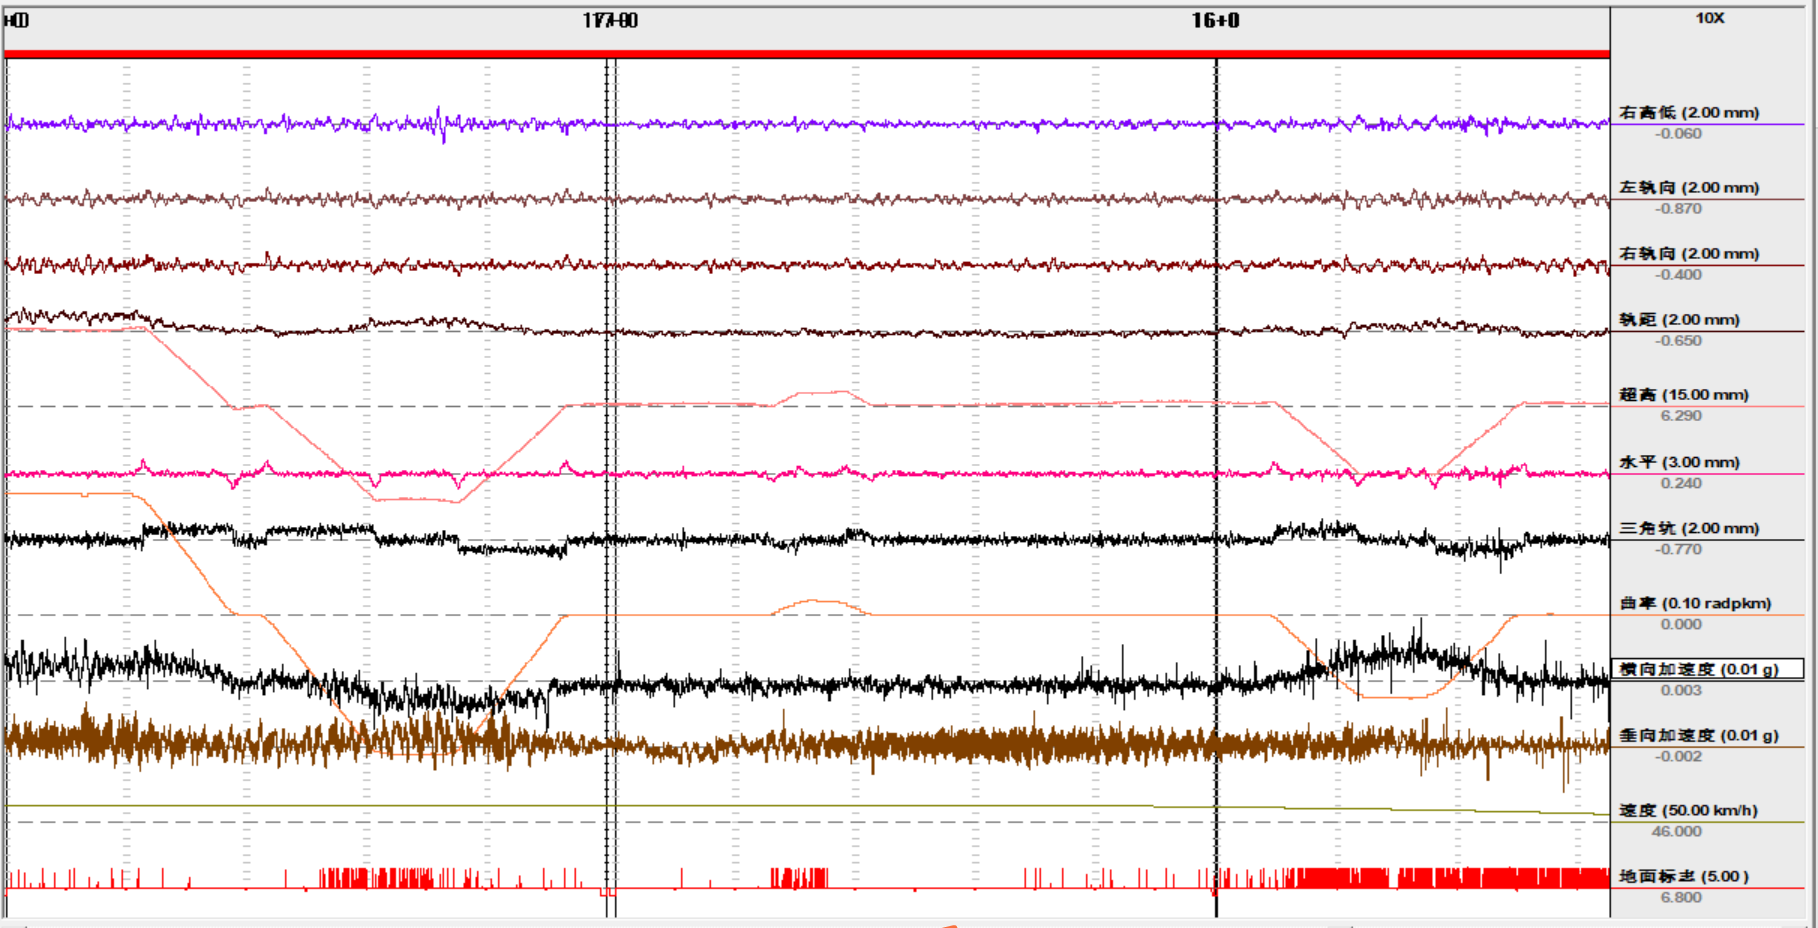 16+0
10X
右高低 (2.00 mm)
-0.060
左轨向 (2.00 mm)
-0.870
右轨向 (2.00 mm)
-0.400
轨距 (2.00 mm)
-0.650
超高 (15.00 mm)
6.290
水平 (3.00 mm)
0.240
三角坑 (2.00 mm)
-0.770
曲率 (0.10 radpkm)
0.000
横向加速度 (0.01 g)
0.003
垂向加速度 (0.01 g)
-0.002
速度 (50.00 km/h)
46.000
地面标志 (5.00 )
6.800